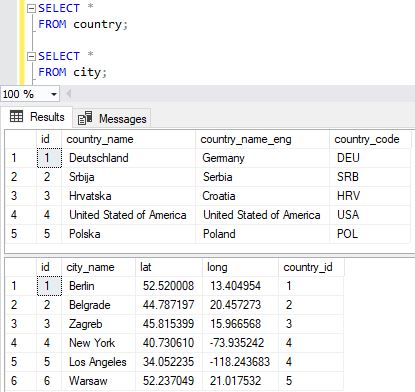 SELECT *
FROM country;
SELECT *
FROM city;
100 %
Results Messages
id country_name country_name_eng country_code
1 1 Deutschland Germany DEU
2 2 Srbija Serbia SRB
3 3 Hrvatska Croatia HRV
4 4 United Stated of America United Stated of America USA
5 5 Polska Poland POL
id city_name lat long country_id
1 1 Berlin 52.520008 13.404954 1
2 2 Belgrade 44.787197 20.457273 2
3 3 Zagreb 45.815399 15.966568 3
4 4 New York 40.730610 -73.935242 4
5 5 Los Angeles 34.052235 -118.243683 4
6 6 Warsaw 52.237049 21.017532 5